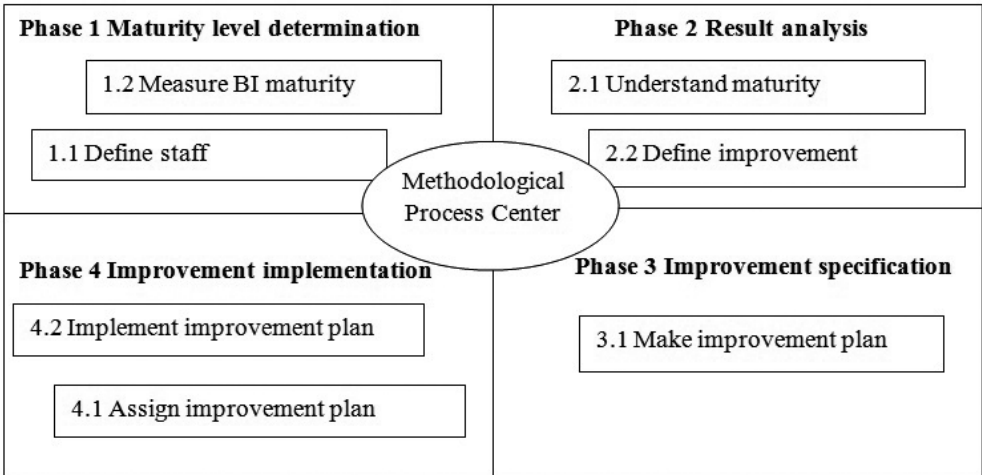 Phase 1 Maturity level determination
1.2 Measure BI maturity
1.1 Define staff
Phase 2 Result analysis
2.1 Understand maturity
2.2 Define improvement
Methodological
Process Center
Phase 4 Improvement implementation
4.2 Implement improvement plan
4.1 Assign improvement plan
Phase 3 Improvement specification
3.1 Make improvement plan